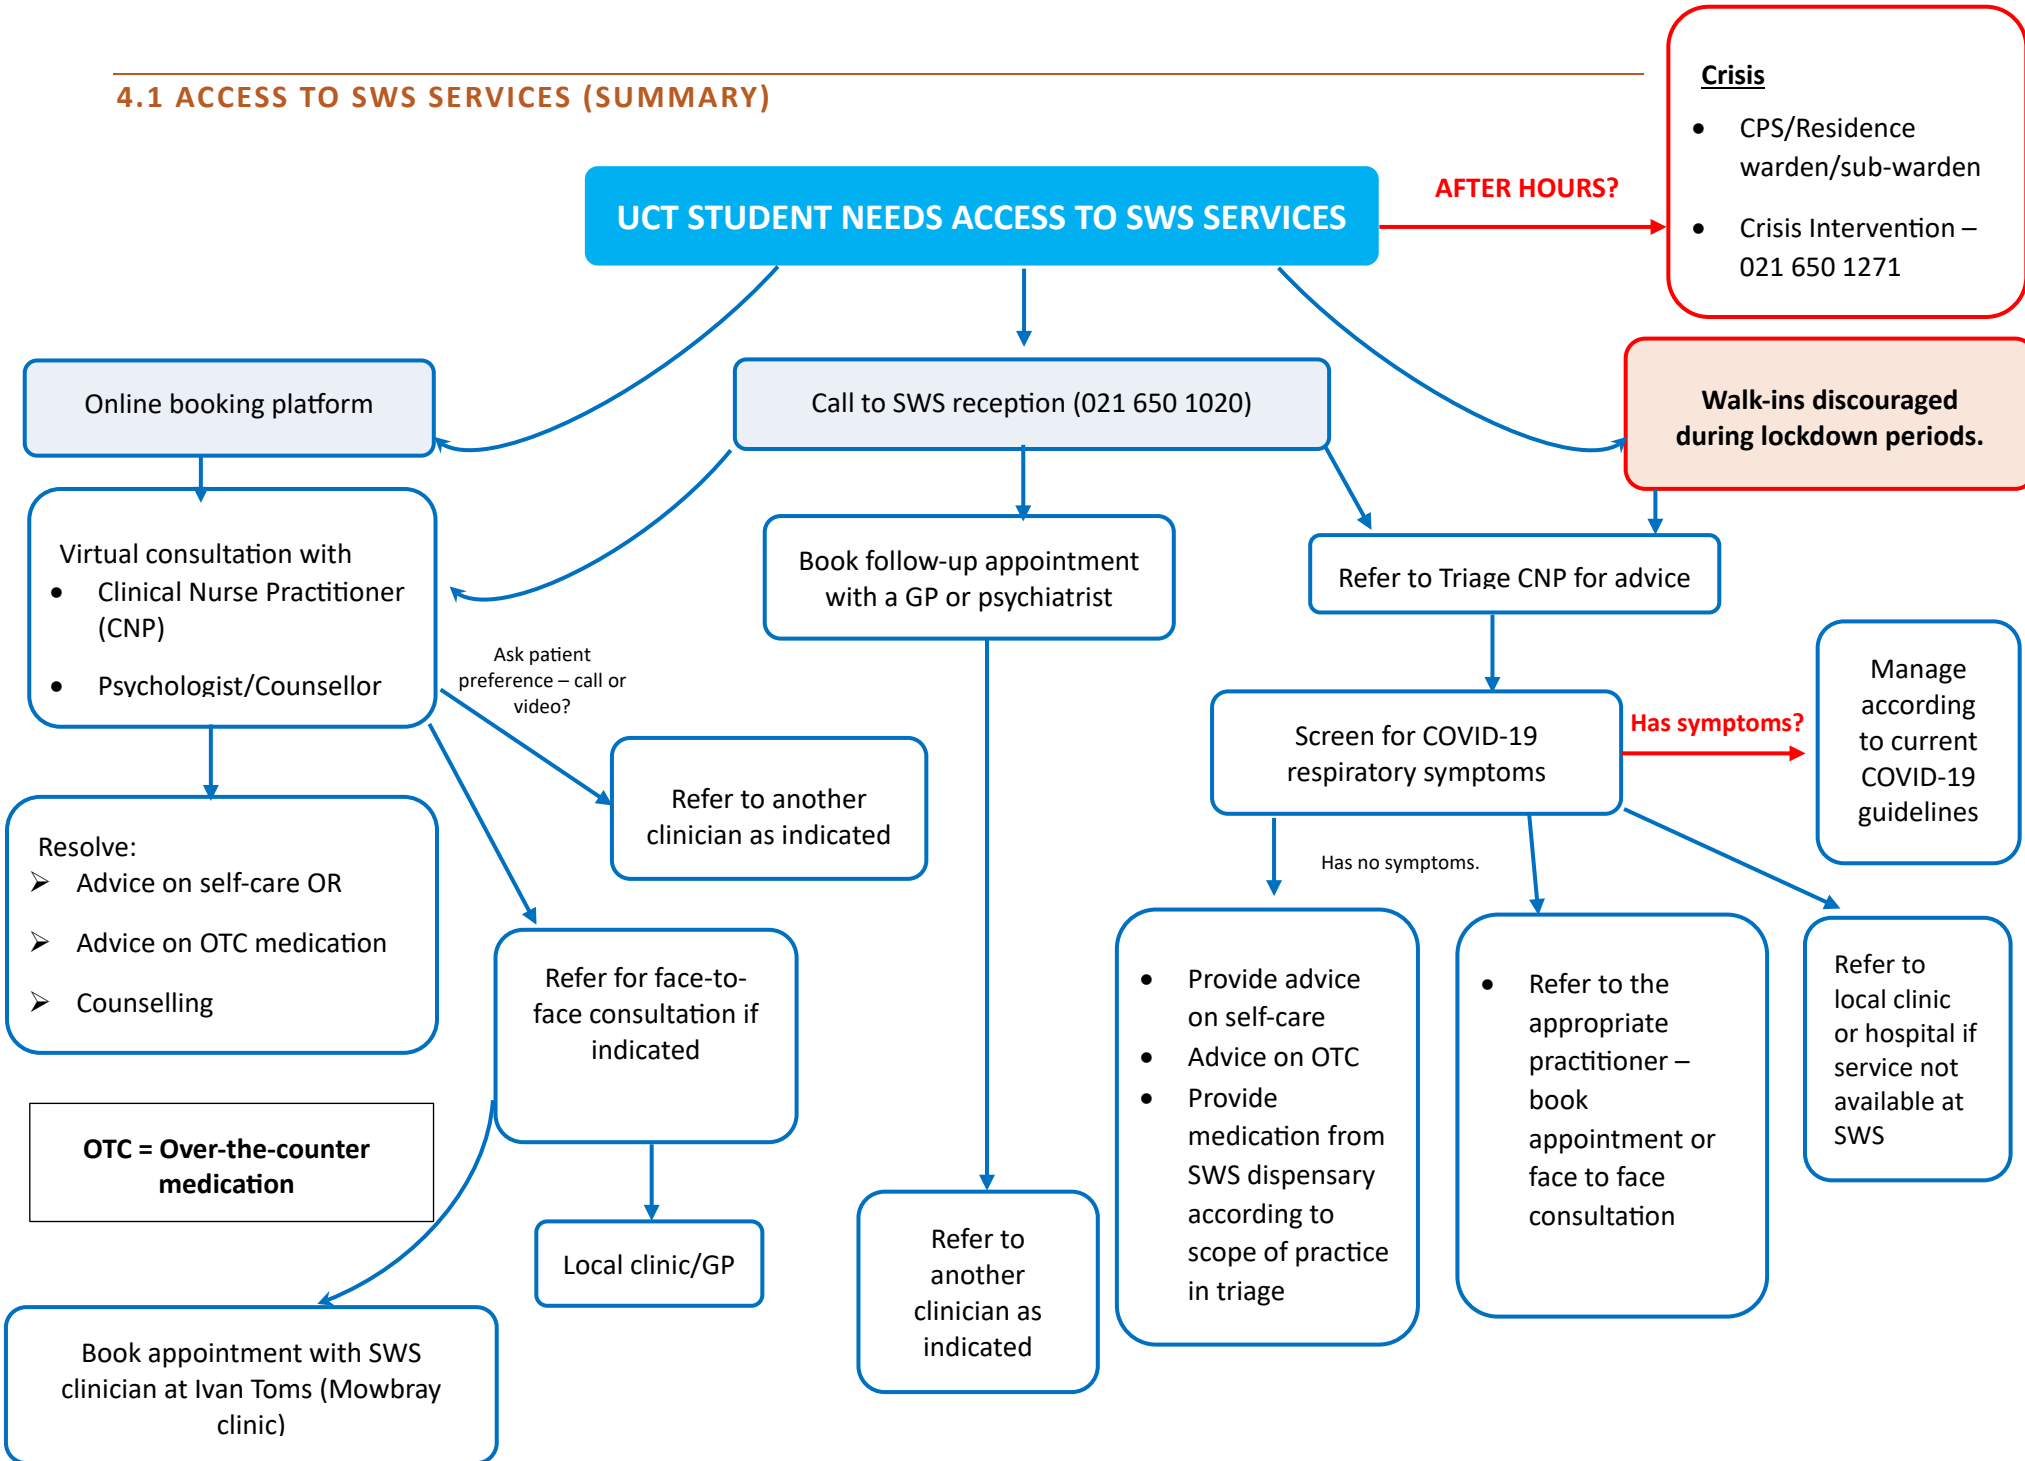 4.1 ACCESS TO SWS SERVICES (SUMMARY)
Crisis
• CPS/Residence
warden/sub-warden
• Crisis Intervention –
021 650 1271
UCT STUDENT NEEDS ACCESS TO SWS SERVICES
AFTER HOURS?
Online booking platform
Call to SWS reception (021 650 1020)
Walk-ins discouraged
during lockdown periods.
Virtual consultation with
• Clinical Nurse Practitioner
(CNP)
• Psychologist/Counsellor
Ask patient
preference – call or
video?
Book follow-up appointment
with a GP or psychiatrist
Refer to Triage CNP for advice
Screen for COVID-19
respiratory symptoms
Has symptoms?
Manage
according
to current
COVID-19
guidelines
Refer to another
clinician as indicated
Resolve:
➢ Advice on self-care OR
➢ Advice on OTC medication
➢ Counselling
Has no symptoms.
Refer for face-to-
face consultation if
indicated
• Provide advice
on self-care
• Advice on OTC
• Provide
medication from
SWS dispensary
according to
scope of practice
in triage
• Refer to the
appropriate
practitioner –
book
appointment or
face to face
consultation
Refer to
local clinic
or hospital if
service not
available at
SWS
OTC = Over-the-counter
medication
Local clinic/GP
Refer to
another
clinician as
indicated
Book appointment with SWS
clinician at Ivan Toms (Mowbray
clinic)